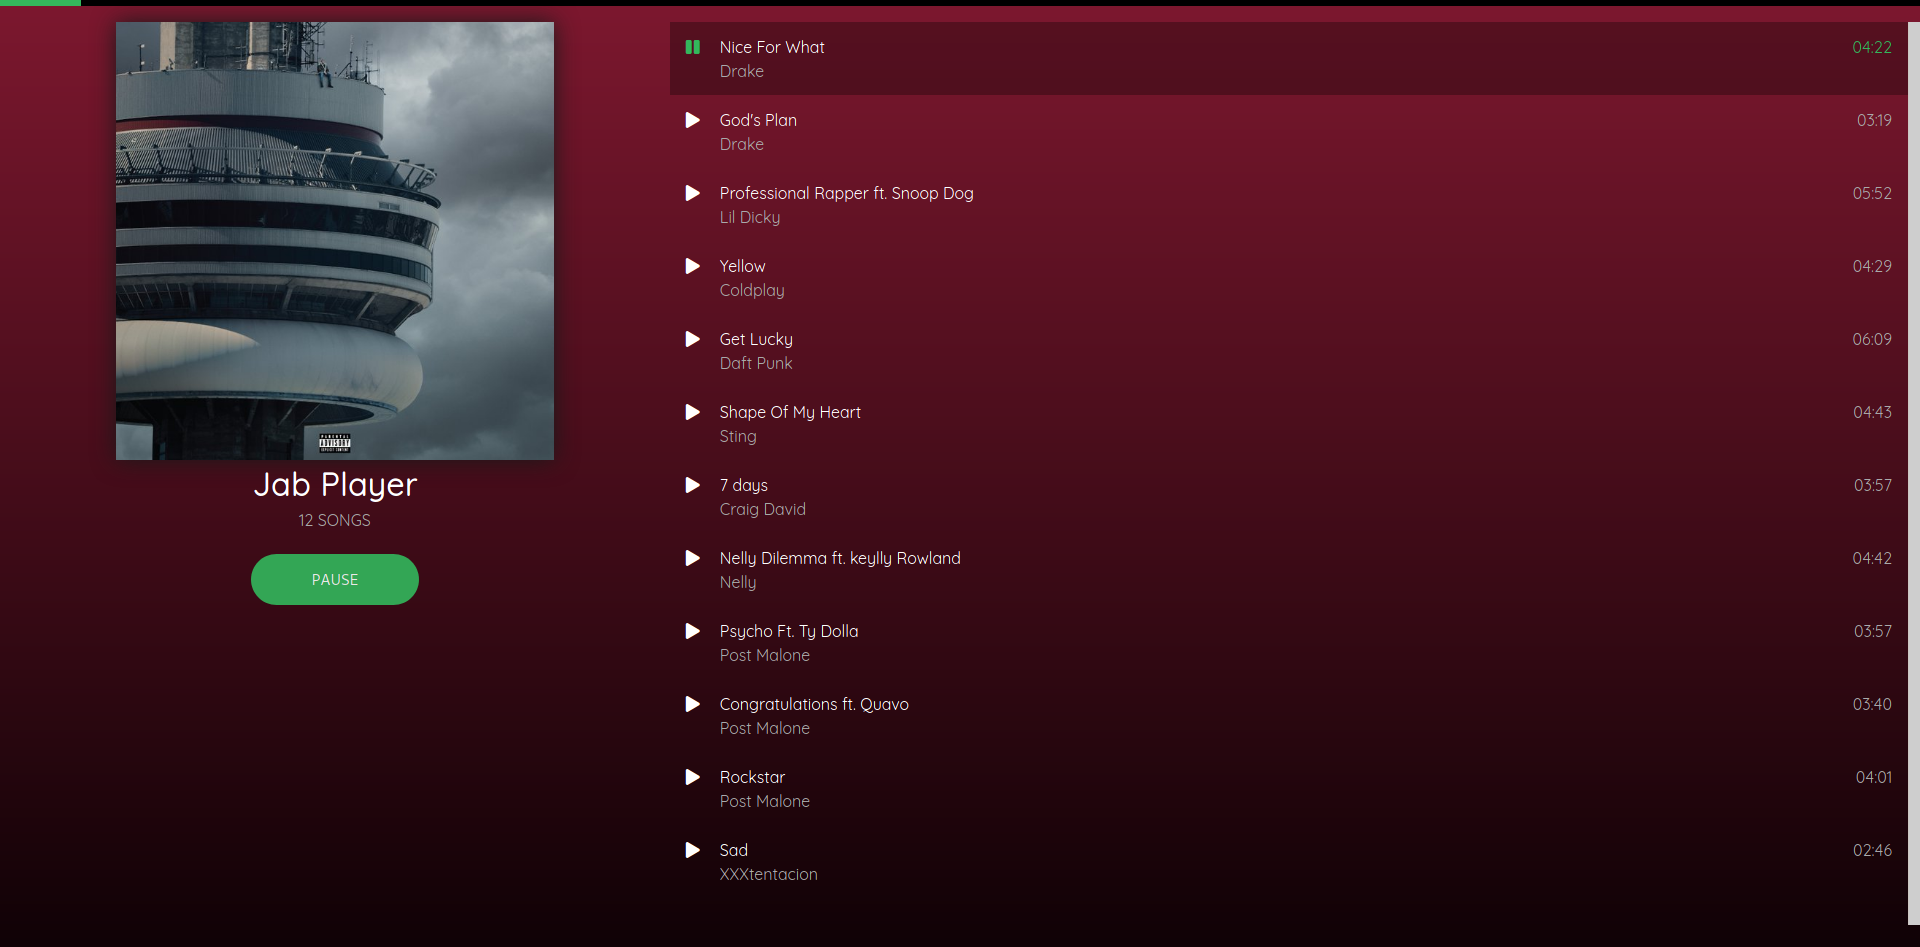 PARENTAL
ADVISORY
EXPLICIT CONTENT
Jab Player
12 SONGS
PAUSE
Nice For What
04:22
Drake
God's Plan
03:19
Drake
Professional Rapper ft. Snoop Dog
05:52
Lil Dicky
Yellow
04:29
Coldplay
Get Lucky
06:09
Daft Punk
Shape Of My Heart
04:43
Sting
7 days
03:57
Craig David
Nelly Dilemma ft. keylly Rowland
04:42
Nelly
Psycho Ft. Ty Dolla
03:57
Post Malone
Congratulations ft. Quavo
03:40
Post Malone
Rockstar
04:01
Post Malone
Sad
02:46
XXXtentacion